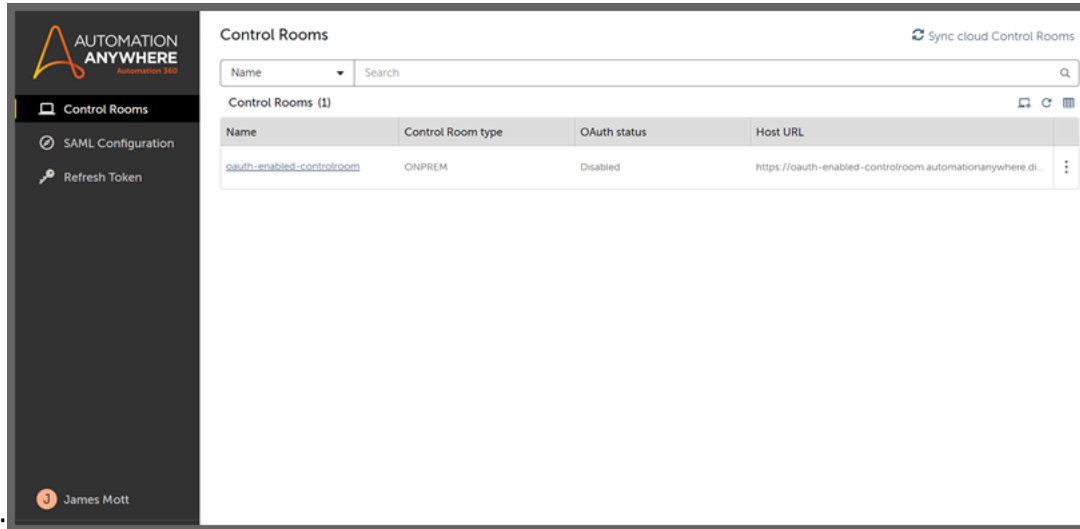 AUTOMATION
ANYWHERE
Automation 360
Control Rooms
SAML Configuration
Refresh Token
J James Mott
Control Rooms
Sync cloud Control Rooms
Name Search
Control Rooms (1)
Name Control Room type OAuth status Host URL
oauth-enabled-controlroom ONPREM Disabled https://oauth-enabled-controlroom.automationanywhere.di...
.